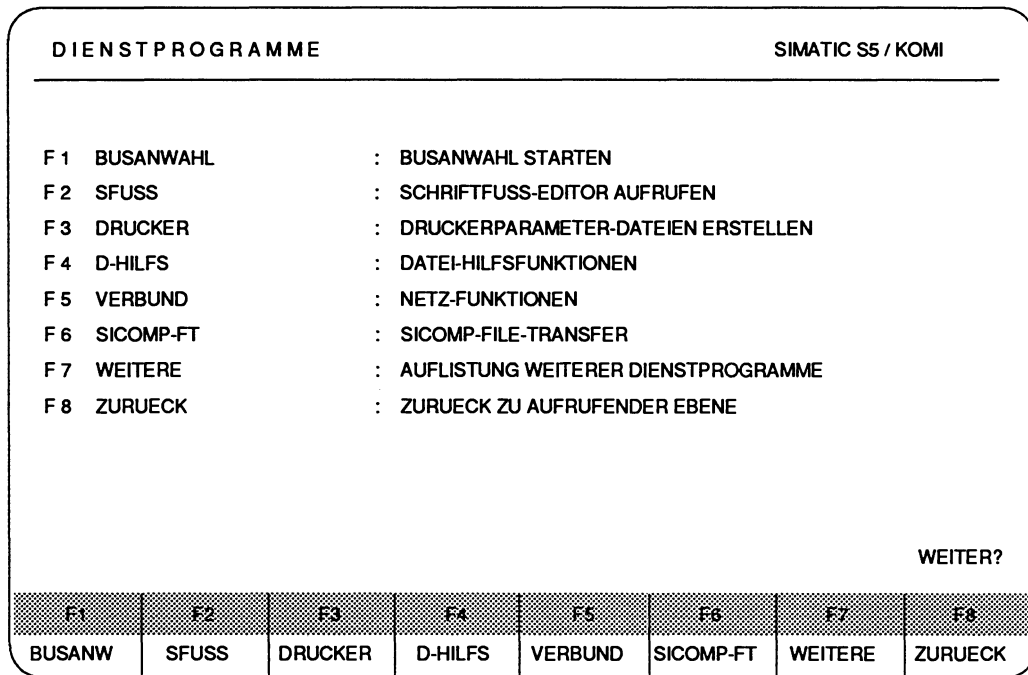 DIENSTPROGRAMME SIMATIC S5 / KOMI
F 1 BUSANWAHL : BUSANWAHL STARTEN
F 2 SFUSS : SCHRIFTFUSS-EDITOR AUFRUFEN
F 3 DRUCKER : DRUCKERPARAMETER-DATEIEN ERSTELLEN
F 4 D-HILFS : DATEI-HILFSFUNKTIONEN
F 5 VERBUND : NETZ-FUNKTIONEN
F 6 SICOMP-FT : SICOMP-FILE-TRANSFER
F 7 WEITERE : AUFLISTUNG WEITERER DIENSTPROGRAMME
F 8 ZURUECK : ZURUECK ZU AUFRUFENDER EBENE
WEITER?
F1 F2 F3 F4 F5 F6 F7 F8
BUSANW SFUSS DRUCKER D-HILFS VERBUND SICOMP-FT WEITERE ZURUECK